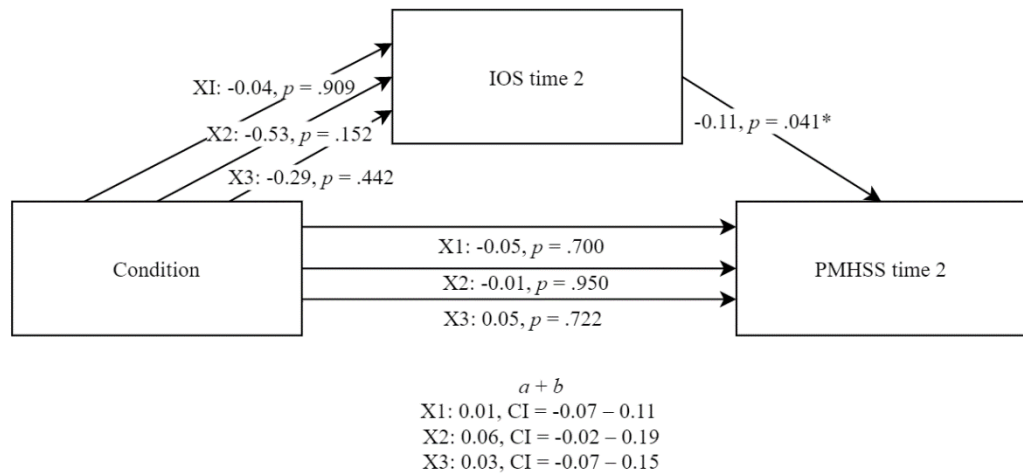 IOS time 2
XI: -0.04, p = .909
X2: -0.53, p = .152
X3: -0.29, p = .442
-0.11, p = .041*
Condition
X1: -0.05, p = .700
X2: -0.01, p = .950
X3: 0.05, p = .722
PMHSS time 2
a + b
X1: 0.01, CI = -0.07 – 0.11
X2: 0.06, CI = -0.02 – 0.19
X3: 0.03, CI = -0.07 – 0.15